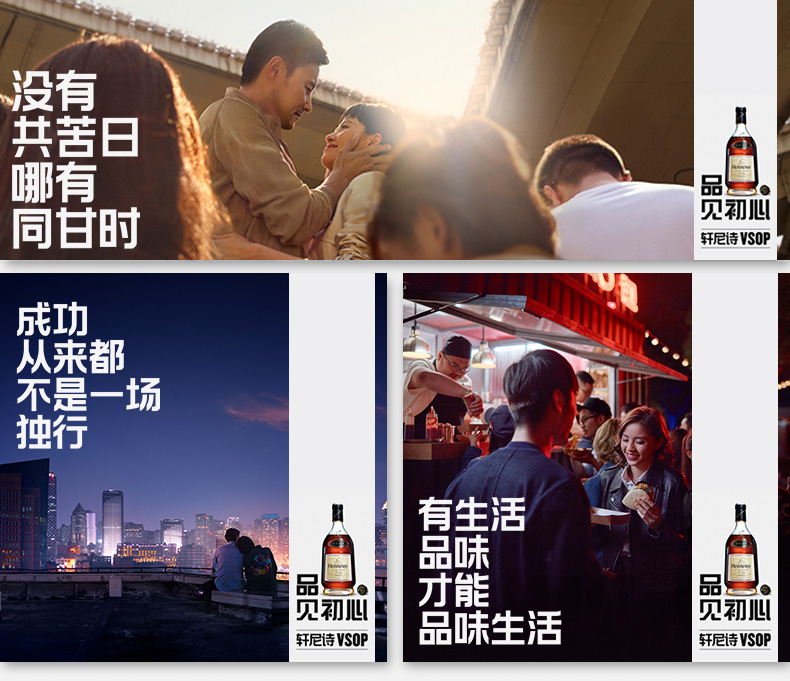 没有
共苦日
哪有
同甘时
Hennessy
品
见初心
轩尼诗VSOP
成功
从来都
不是一场
独行
Hennessy
品
见初心
轩尼诗VSOP
有生活
品味
才能
品味生活
Hennessy
品
见初心
轩尼诗VSOP